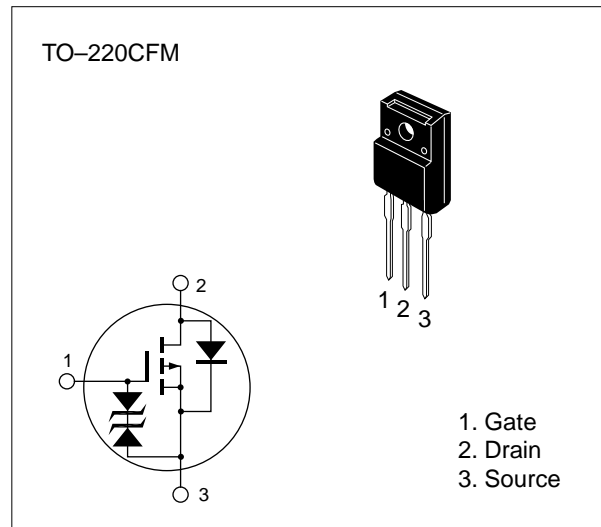 TO–220CFM
1 2 3
2
1
3
1. Gate
2. Drain
3. Source